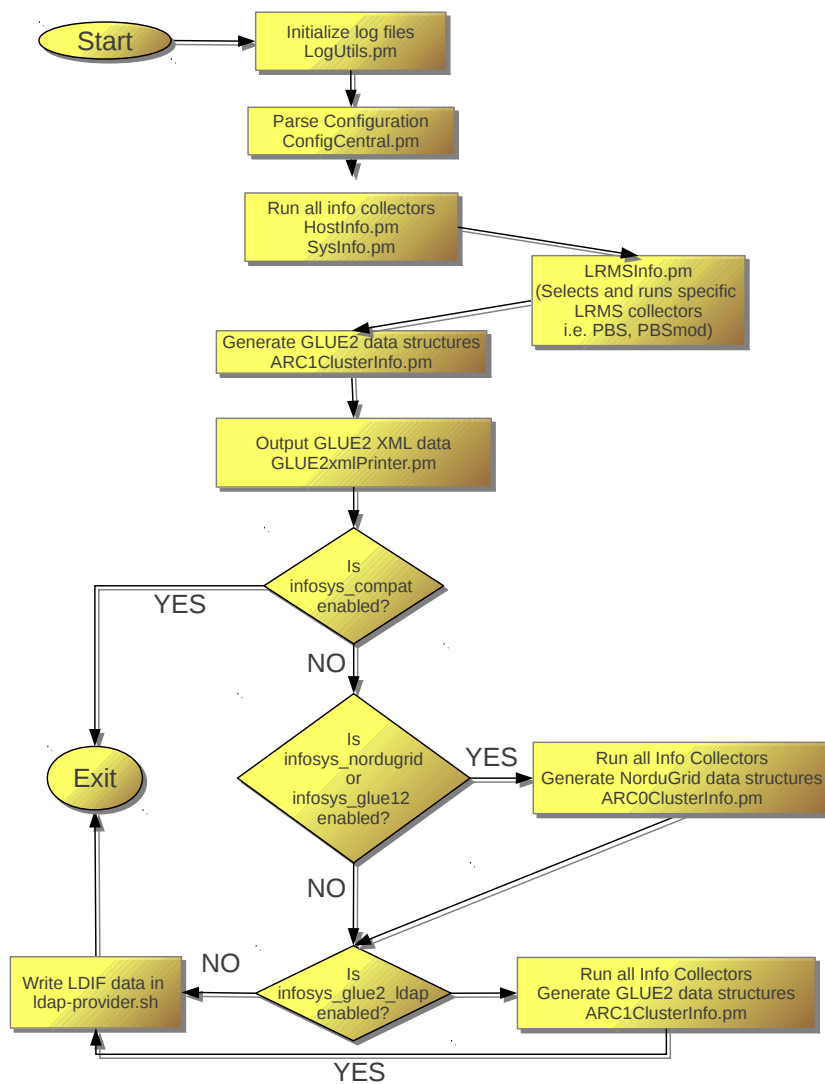 Start
Initialize log files
LogUtils.pm
Parse Configuration
ConfigCentral.pm
Run all info collectors
HostInfo.pm
SysInfo.pm
LRMSInfo.pm
(Selects and runs specific
LRMS collectors
i.e. PBS, PBSmod)
Generate GLUE2 data structures
ARC1ClusterInfo.pm
Output GLUE2 XML data
GLUE2xmlPrinter.pm
Is
infosys_compat
enabled?
YES
NO
Is
infosys_nordugrid
or
infosys_glue12
enabled?
YES
Run all Info Collectors
Generate NorduGrid data structures
ARC0ClusterInfo.pm
Exit
NO
Is
infosys_glue2_ldap
enabled?
NO
Write LDIF data in
ldap-provider.sh
Run all Info Collectors
Generate GLUE2 data structures
ARC1ClusterInfo.pm
YES